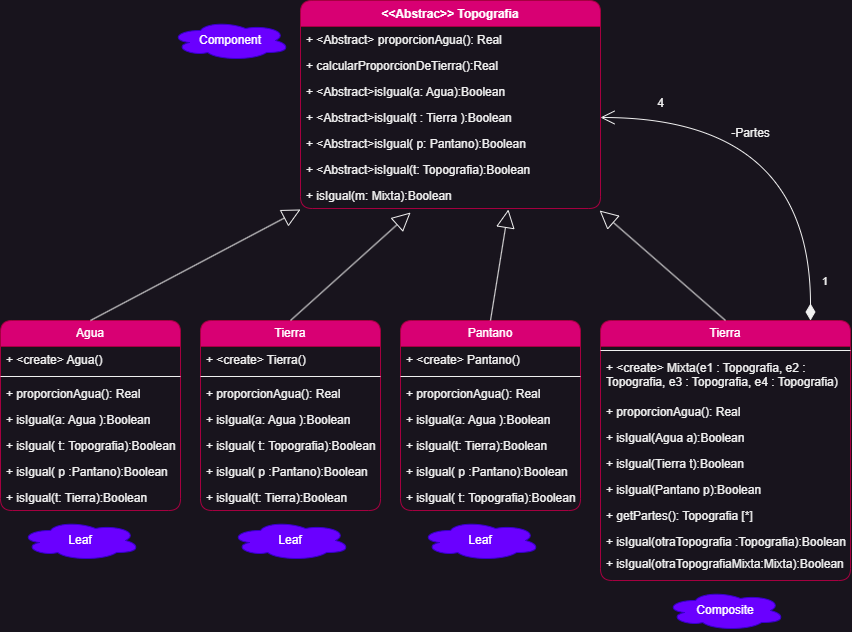 <<Abstrac>> Topografia
Component
+ <Abstract> proporcionAgua(): Real
+ calcularProporcionDeTierra():Real
+ <Abstract>isIgual(a: Agua):Boolean
+ <Abstract>isIgual(t : Tierra ):Boolean
+ <Abstract>isIgual( p: Pantano):Boolean
+ <Abstract>isIgual(t: Topografia):Boolean
+ isIgual(m: Mixta):Boolean
4
-Partes
1
Agua
+ <create> Agua()
+ proporcionAgua(): Real
+ isIgual(a: Agua ):Boolean
+ isIgual( t: Topografia):Boolean
+ isIgual( p :Pantano):Boolean
+ isIgual(t: Tierra):Boolean
Leaf
Tierra
+ <create> Tierra()
+ proporcionAgua(): Real
+ isIgual(a: Agua ):Boolean
+ isIgual( t: Topografia):Boolean
+ isIgual( p :Pantano):Boolean
+ isIgual(t: Tierra):Boolean
Leaf
Pantano
+ <create> Pantano()
+ proporcionAgua(): Real
+ isIgual(a: Agua ):Boolean
+ isIgual(t: Tierra):Boolean
+ isIgual( p :Pantano):Boolean
+ isIgual( t: Topografia):Boolean
Leaf
Tierra
+ <create> Mixta(e1 : Topografia, e2 :
Topografia, e3 : Topografia, e4 : Topografia)
+ proporcionAgua(): Real
+ isIgual(Agua a):Boolean
+ isIgual(Tierra t):Boolean
+ isIgual(Pantano p):Boolean
+ getPartes(): Topografia [*]
+ isIgual(otraTopografia :Topografia):Boolean
+ isIgual(otraTopografiaMixta:Mixta):Boolean
Composite